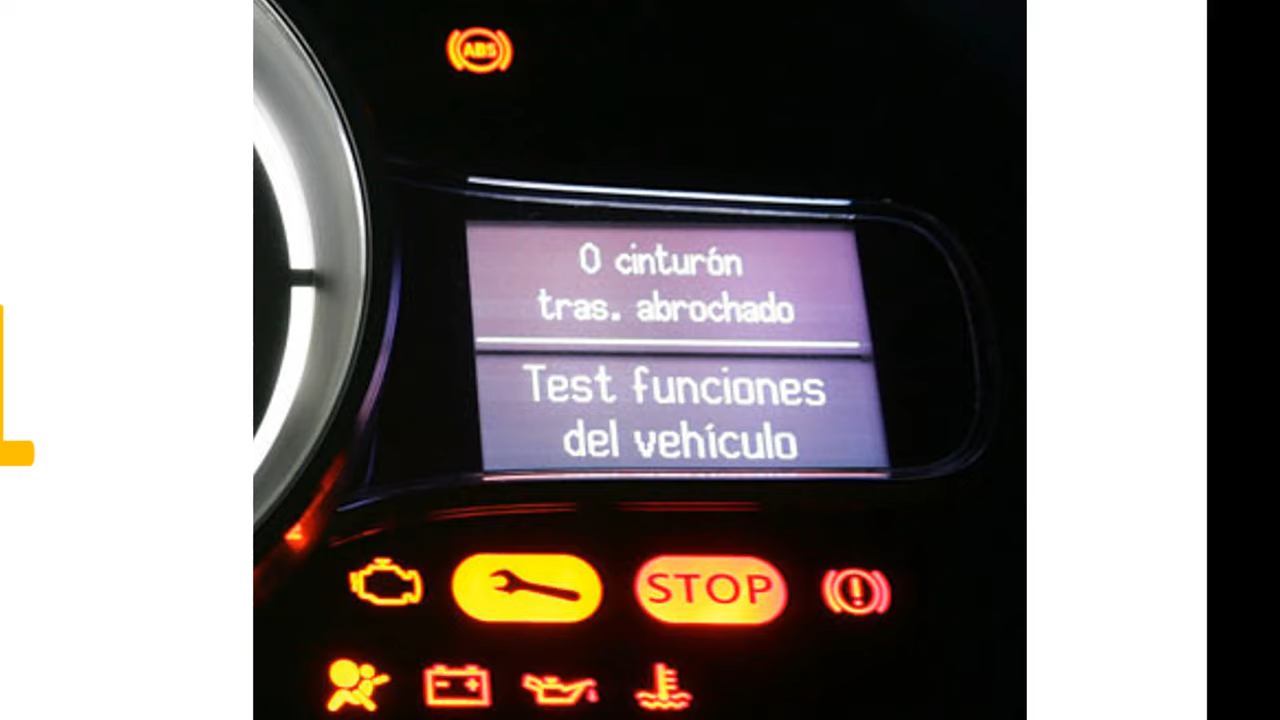 ABS
0 cinturón
tras. abrochado
Test funciones
del vehículo
STOP